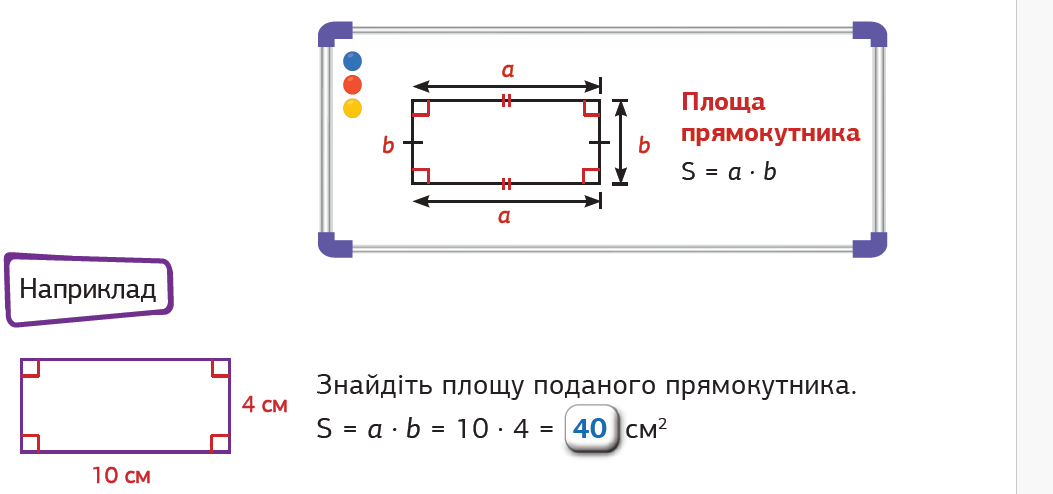 a
b
b
a
Площа
прямокутника
S = a · b
Наприклад
4 см
10 см
Знайдіть площу поданого прямокутника.
S = a · b = 10 · 4 = 40 см²